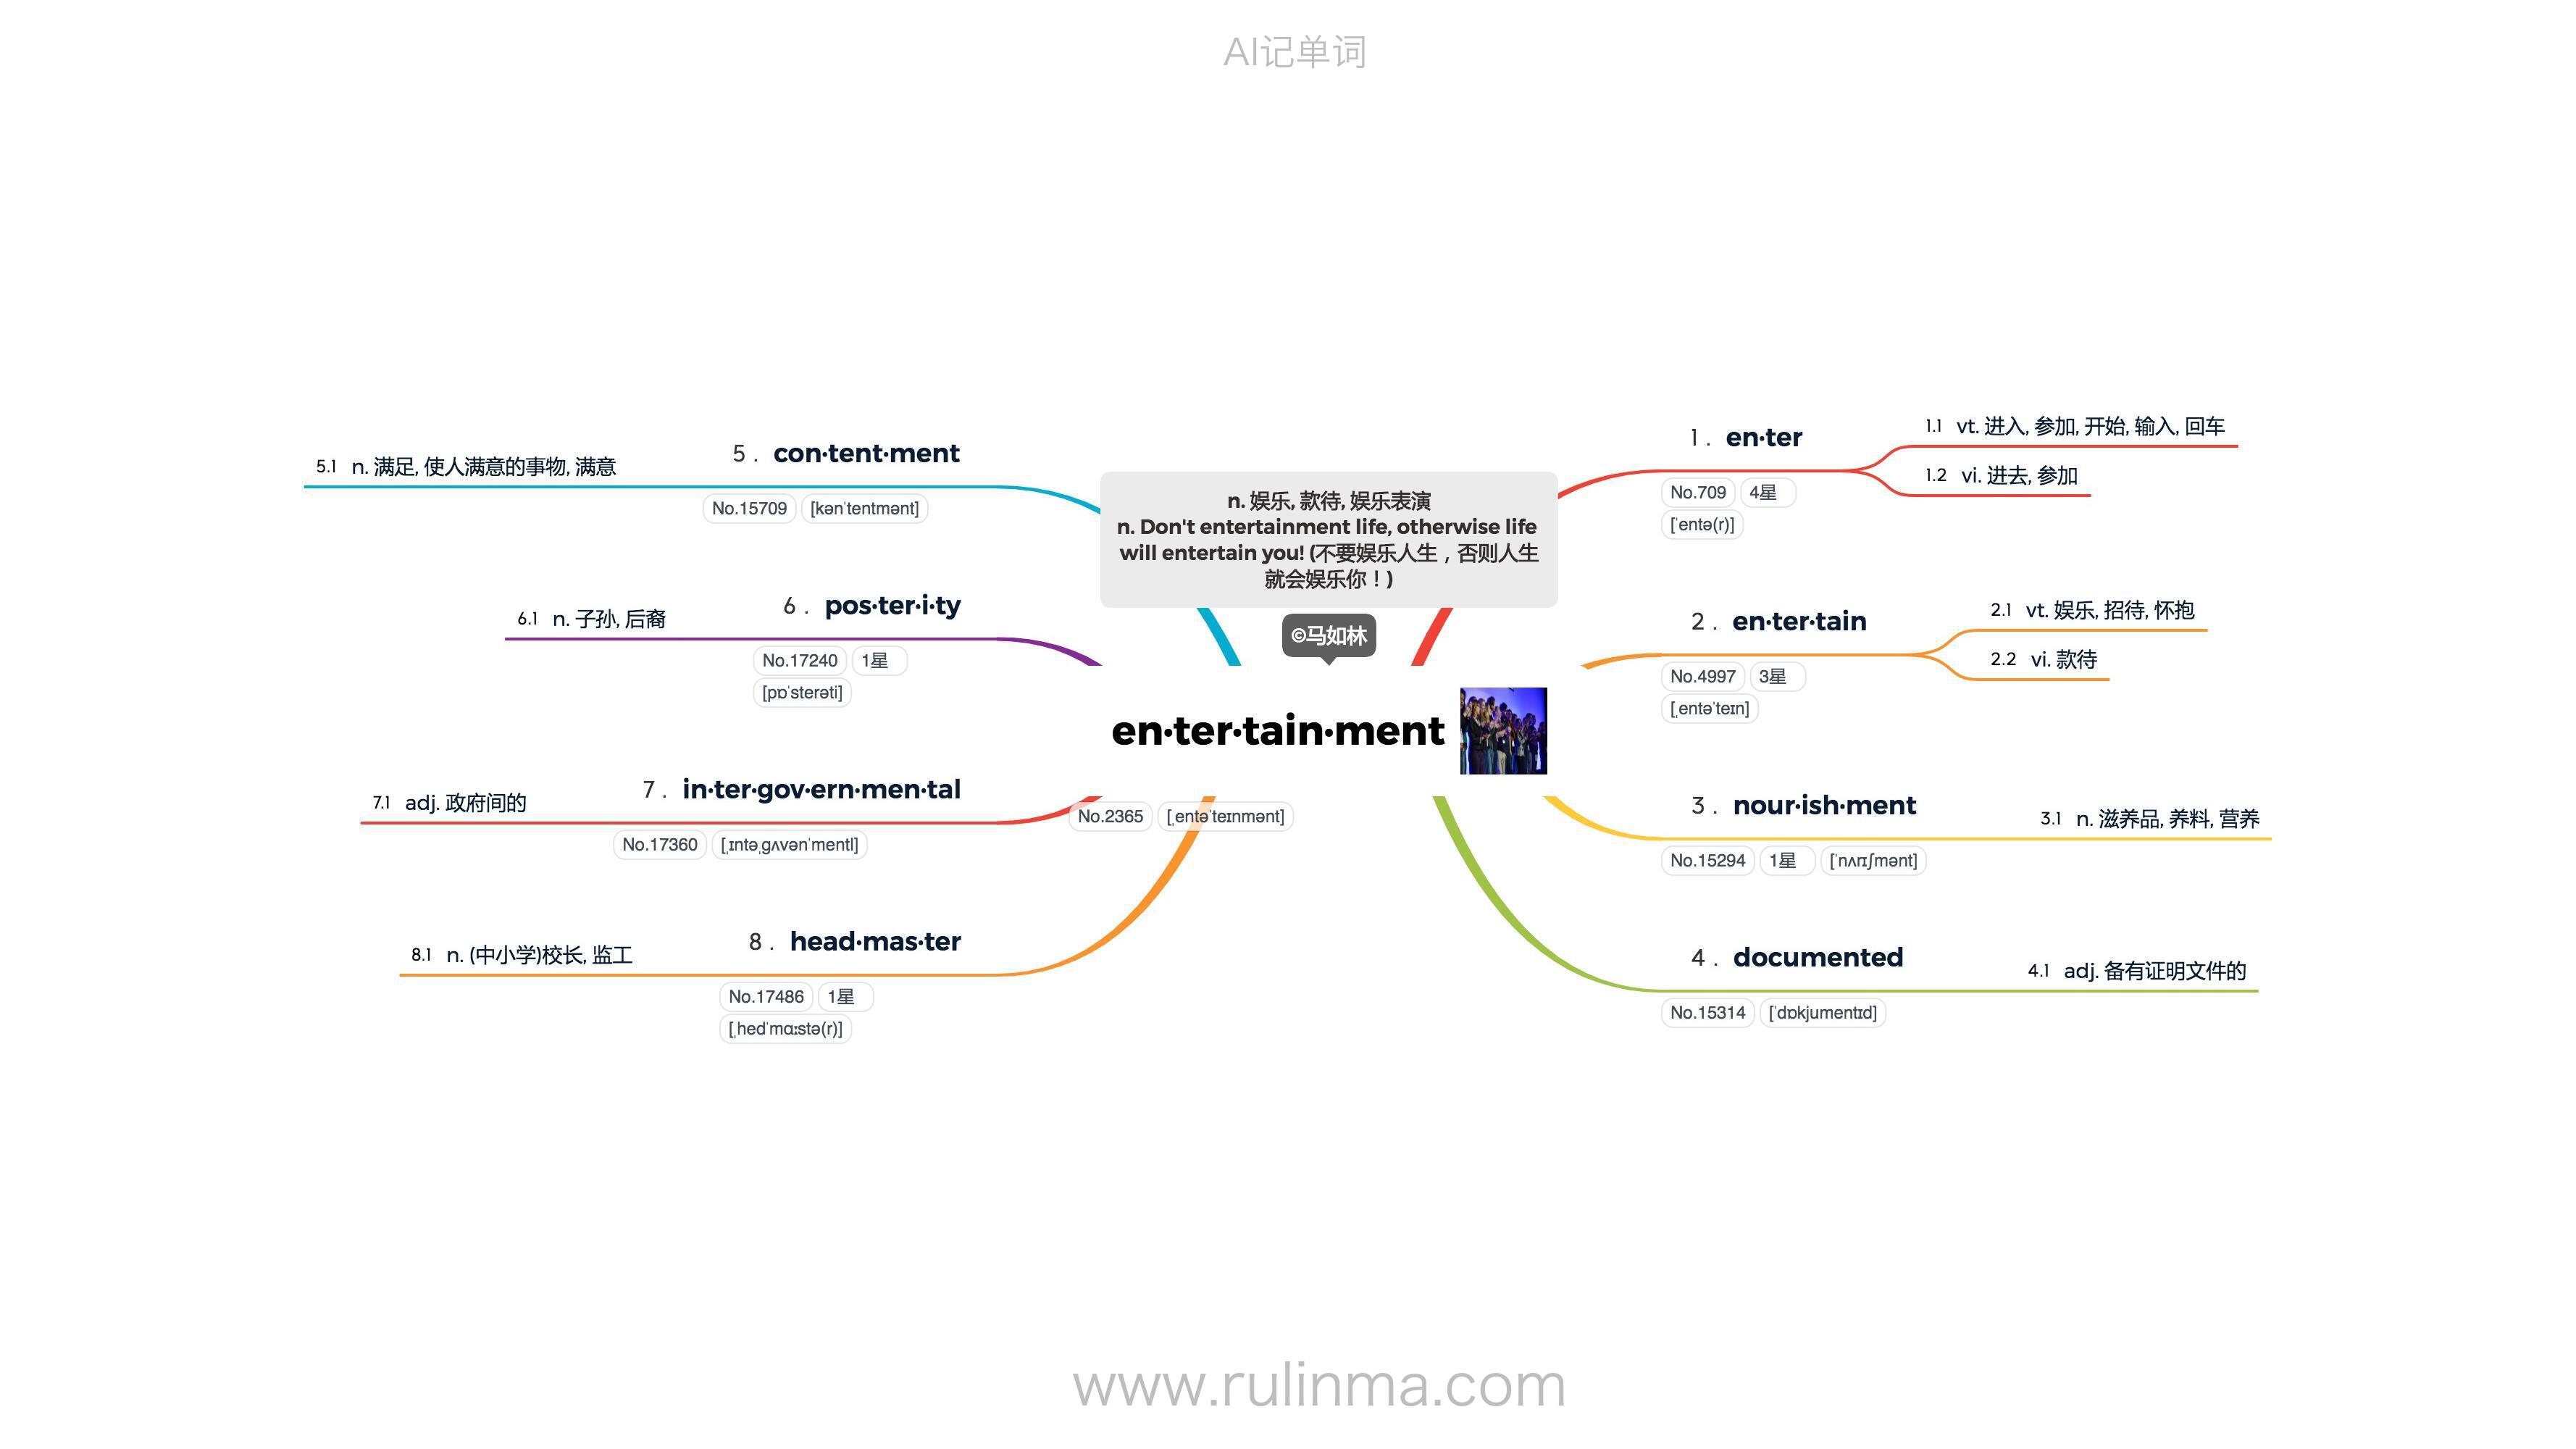 AI记单词
n. 娱乐, 款待, 娱乐表演
n. Don't entertainment life, otherwise life
will entertain you! (不要娱乐人生，否则人生
就会娱乐你！)
©马如林
en·ter·tain·ment
No.2365 [ˌentəˈteɪnmənt]
1 . en·ter
No.709 4星
[ˈentə(r)]
1.1 vt. 进入, 参加, 开始, 输入, 回车
1.2 vi. 进去, 参加
2 . en·ter·tain
No.4997 3星
[ˌentəˈteɪn]
2.1 vt. 娱乐, 招待, 怀抱
2.2 vi. 款待
3 . nour·ish·ment
No.15294 1星 [ˈnʌrɪʃmənt]
3.1 n. 滋养品, 养料, 营养
4 . documented
No.15314 [ˈdɒkjumentɪd]
4.1 adj. 备有证明文件的
5 . con·tent·ment
No.15709 [kənˈtentmənt]
5.1 n. 满足, 使人满意的事物, 满意
6 . pos·ter·i·ty
No.17240 1星
[pɒˈsterəti]
6.1 n. 子孙, 后裔
7 . in·ter·gov·ern·men·tal
No.17360 [ˌɪntəˌgʌvənˈmentl]
7.1 adj. 政府间的
8 . head·mas·ter
No.17486 1星
[ˌhedˈmɑːstə(r)]
8.1 n. (中小学)校长, 监工
www.rulinma.com